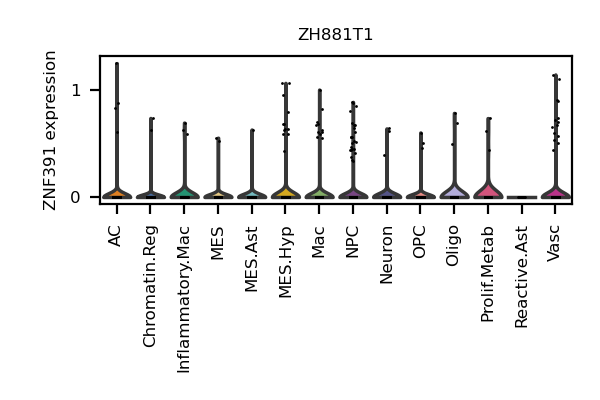 ZH881T1
ZNF391 expression
1
0
AC
Chromatin.Reg
Inflammatory.Mac
MES
MES.Ast
MES.Hyp
Mac
NPC
Neuron
OPC
Oligo
Prolif.Metab
Reactive.Ast
Vasc